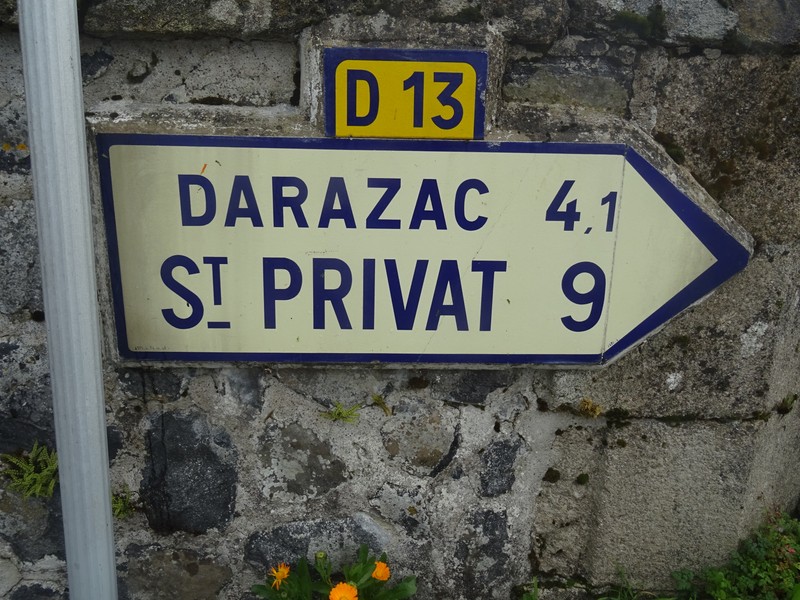 D 13
DARAZAC 4,1
ST PRIVAT 9